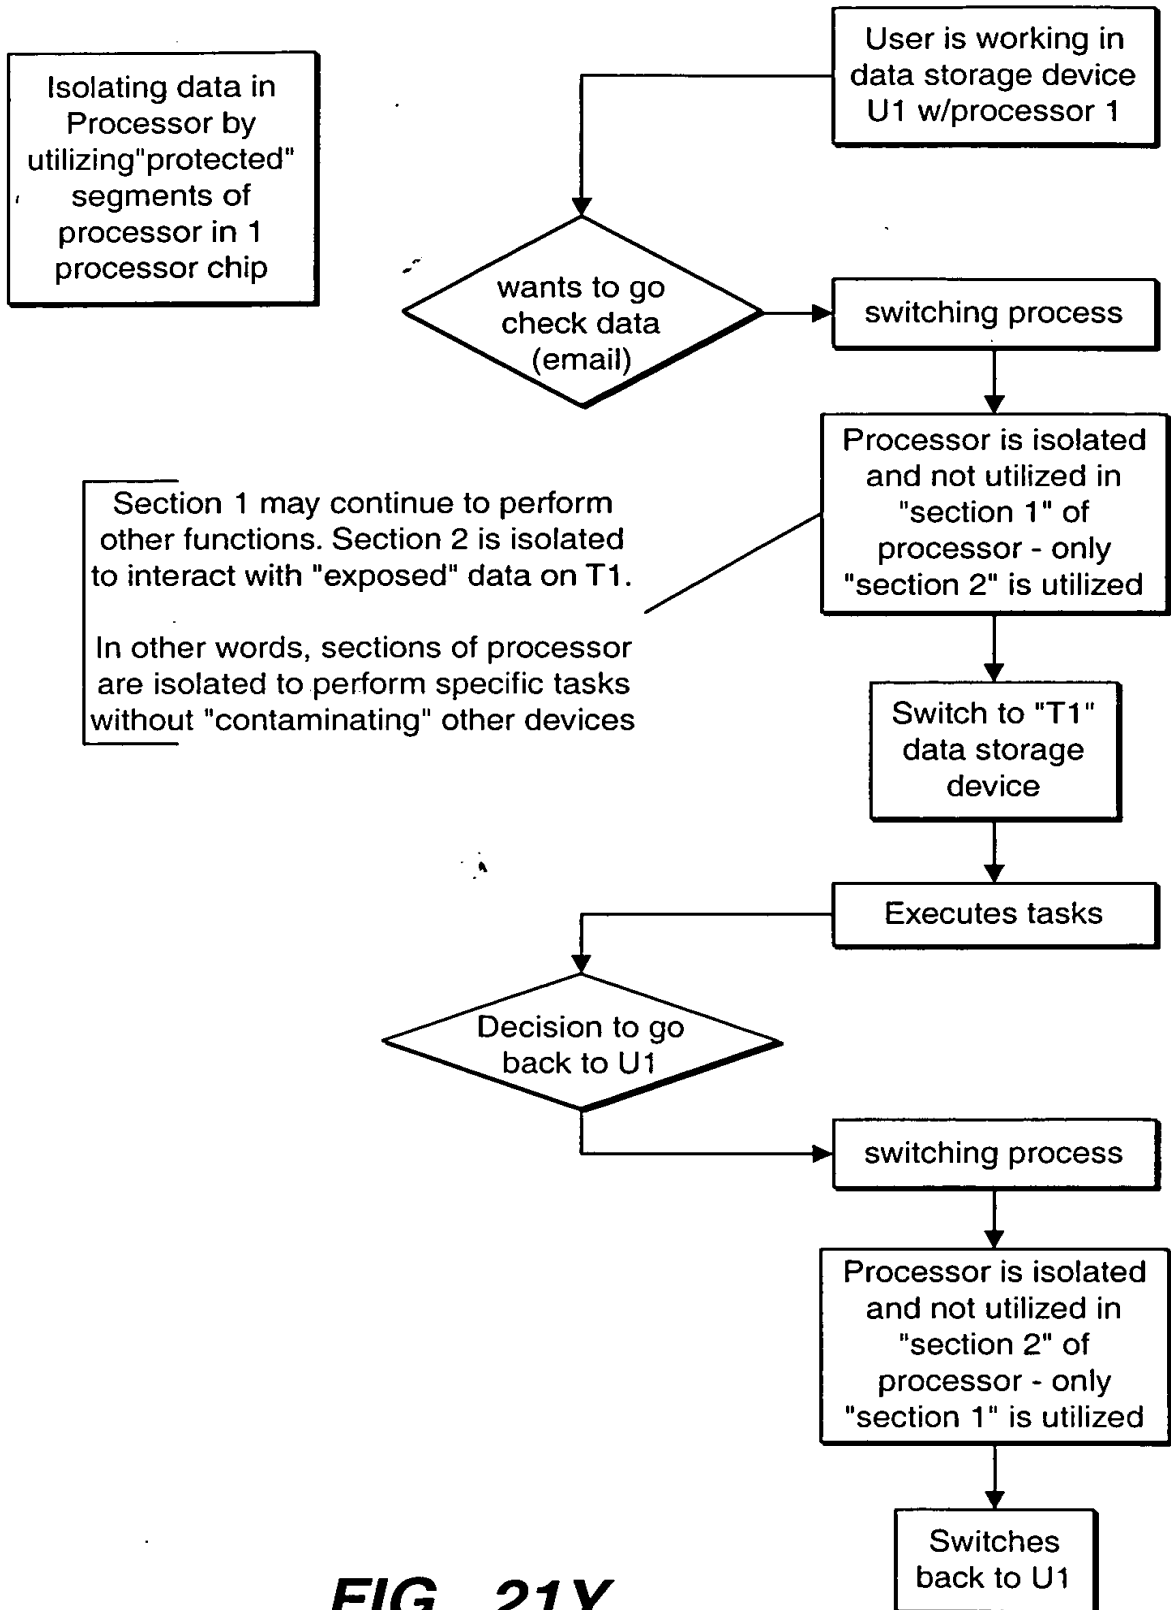 Isolating data in
Processor by
utilizing"protected"
segments of
processor in 1
processor chip
User is working in
data storage device
U1 w/processor 1
wants to go
check data
(email)
switching process
Processor is isolated
and not utilized in
"section 1" of
processor - only
"section 2" is utilized
Section 1 may continue to perform
other functions. Section 2 is isolated
to interact with "exposed" data on T1.
In other words, sections of processor
are isolated to perform specific tasks
without "contaminating" other devices
Switch to "T1"
data storage
device
Executes tasks
Decision to go
back to U1
switching process
Processor is isolated
and not utilized in
"section 2" of
processor - only
"section 1" is utilized
Switches
back to U1
FIG._21Y